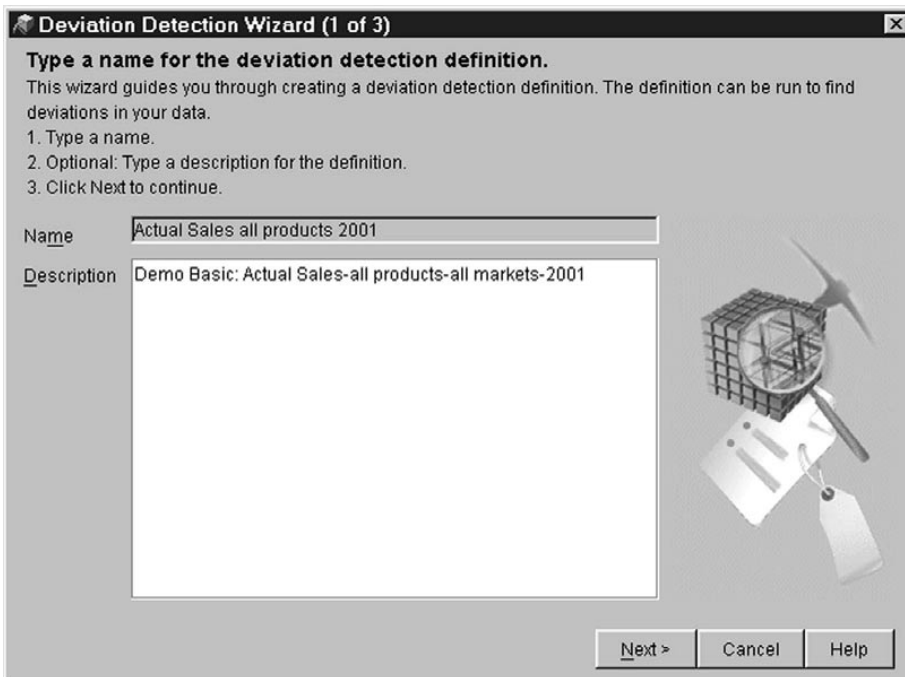 Deviation Detection Wizard (1 of 3)
Type a name for the deviation detection definition.
This wizard guides you through creating a deviation detection definition. The definition can be run to find
deviations in your data.
1. Type a name.
2. Optional: Type a description for the definition.
3. Click Next to continue.
Name
Actual Sales all products 2001
Description
Demo Basic: Actual Sales-all products-all markets-2001
Next >
Cancel
Help